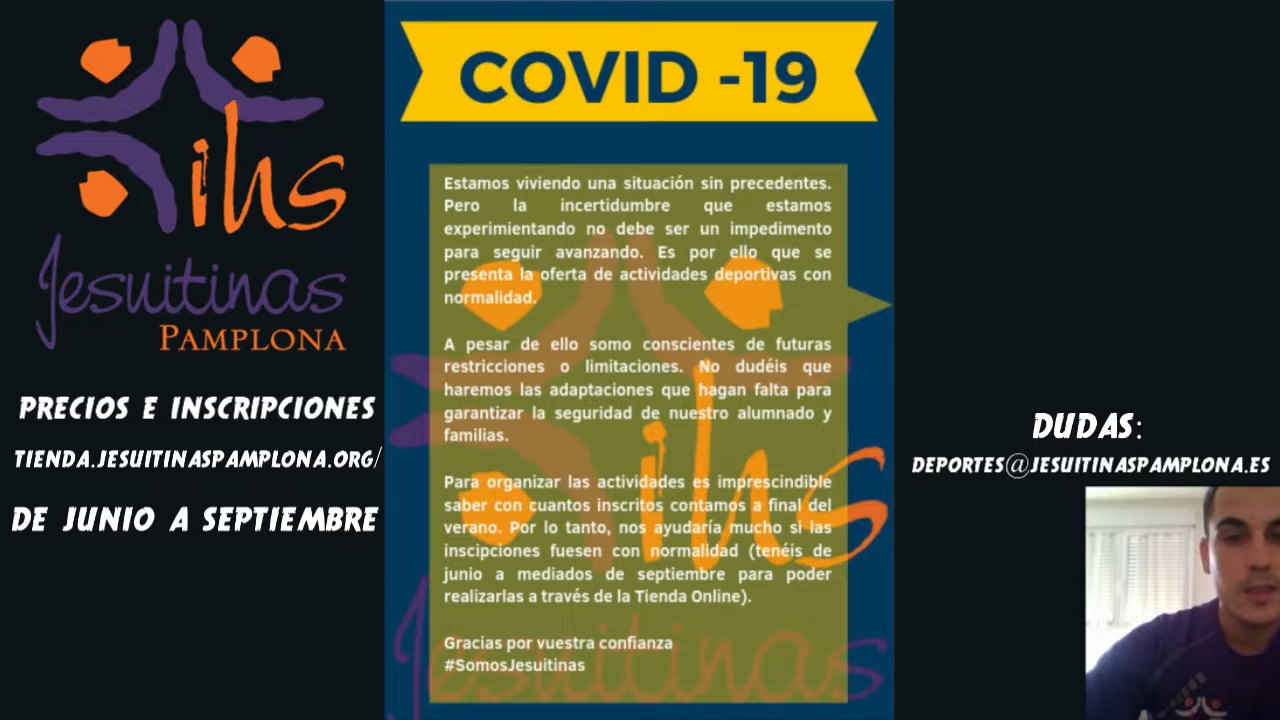 ihs
Jesuitinas
PAMPLONA
PRECIOS E INSCRIPCIONES
TIENDA.JESUITINASPAMPLONA.ORG/
DE JUNIO A SEPTIEMBRE
COVID -19
Estamos viviendo una situación sin precedentes.
Pero la incertidumbre que estamos
experimientando no debe ser un impedimento
para seguir avanzando. Es por ello que se
presenta la oferta de actividades deportivas con
normalidad.
A pesar de ello somo conscientes de futuras
restricciones o limitaciones. No dudéis que
haremos las adaptaciones que hagan falta para
garantizar la seguridad de nuestro alumnado y
familias.
Para organizar las actividades es imprescindible
saber con cuantos inscritos contamos a final del
verano. Por lo tanto, nos ayudaría mucho si las
inscipciones fuesen con normalidad (tenéis de
junio a mediados de septiembre para poder
realizarlas a través de la Tienda Online).
Gracias por vuestra confianza
#SomosJesuitinas
ihs
Jesuitinas
DUDAS:
DEPORTES@JESUITINASPAMPLONA.ES